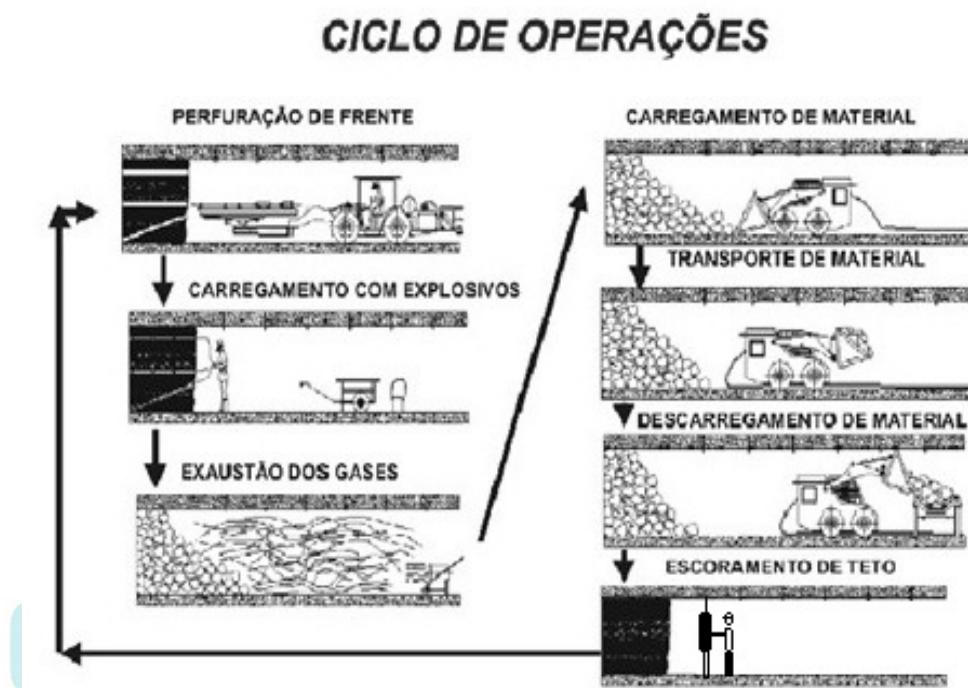 CICLO DE OPERAÇÕES
PERFURAÇÃO DE FRENTE
CARREGAMENTO COM EXPLOSIVOS
EXAUSTÃO DOS GASES
CARREGAMENTO DE MATERIAL
TRANSPORTE DE MATERIAL
DESCARREGAMENTO DE MATERIAL
ESCORAMENTO DE TETO